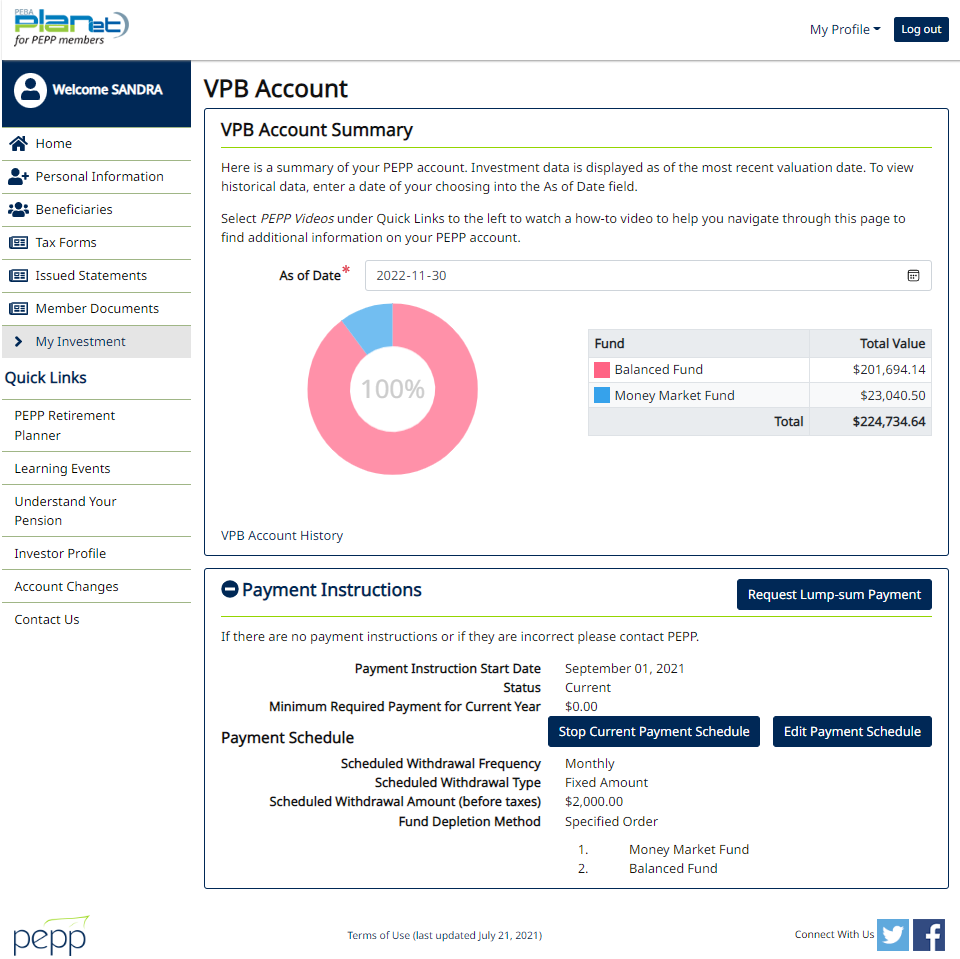 PEBA
planet
for PEPP members
My Profile
Log out
Welcome SANDRA
Home
Personal Information
Beneficiaries
Tax Forms
Issued Statements
Member Documents
My Investment
Quick Links
PEPP Retirement
Planner
Learning Events
Understand Your
Pension
Investor Profile
Account Changes
Contact Us
VPB Account
VPB Account Summary
Here is a summary of your PEPP account. Investment data is displayed as of the most recent valuation date. To view
historical data, enter a date of your choosing into the As of Date field.
Select PEPP Videos under Quick Links to the left to watch a how-to video to help you navigate through this page to
find additional information on your PEPP account.
As of Date* 2022-11-30
100%
Fund Total Value
Balanced Fund $201,694.14
Money Market Fund $23,040.50
Total $224,734.64
VPB Account History
Payment Instructions
Request Lump-sum Payment
If there are no payment instructions or if they are incorrect please contact PEPP.
Payment Instruction Start Date September 01, 2021
Status Current
Minimum Required Payment for Current Year $0.00
Payment Schedule
Stop Current Payment Schedule
Edit Payment Schedule
Scheduled Withdrawal Frequency Monthly
Scheduled Withdrawal Type Fixed Amount
Scheduled Withdrawal Amount (before taxes) $2,000.00
Fund Depletion Method Specified Order
1. Money Market Fund
2. Balanced Fund
pepp
Terms of Use (last updated July 21, 2021)
Connect With Us